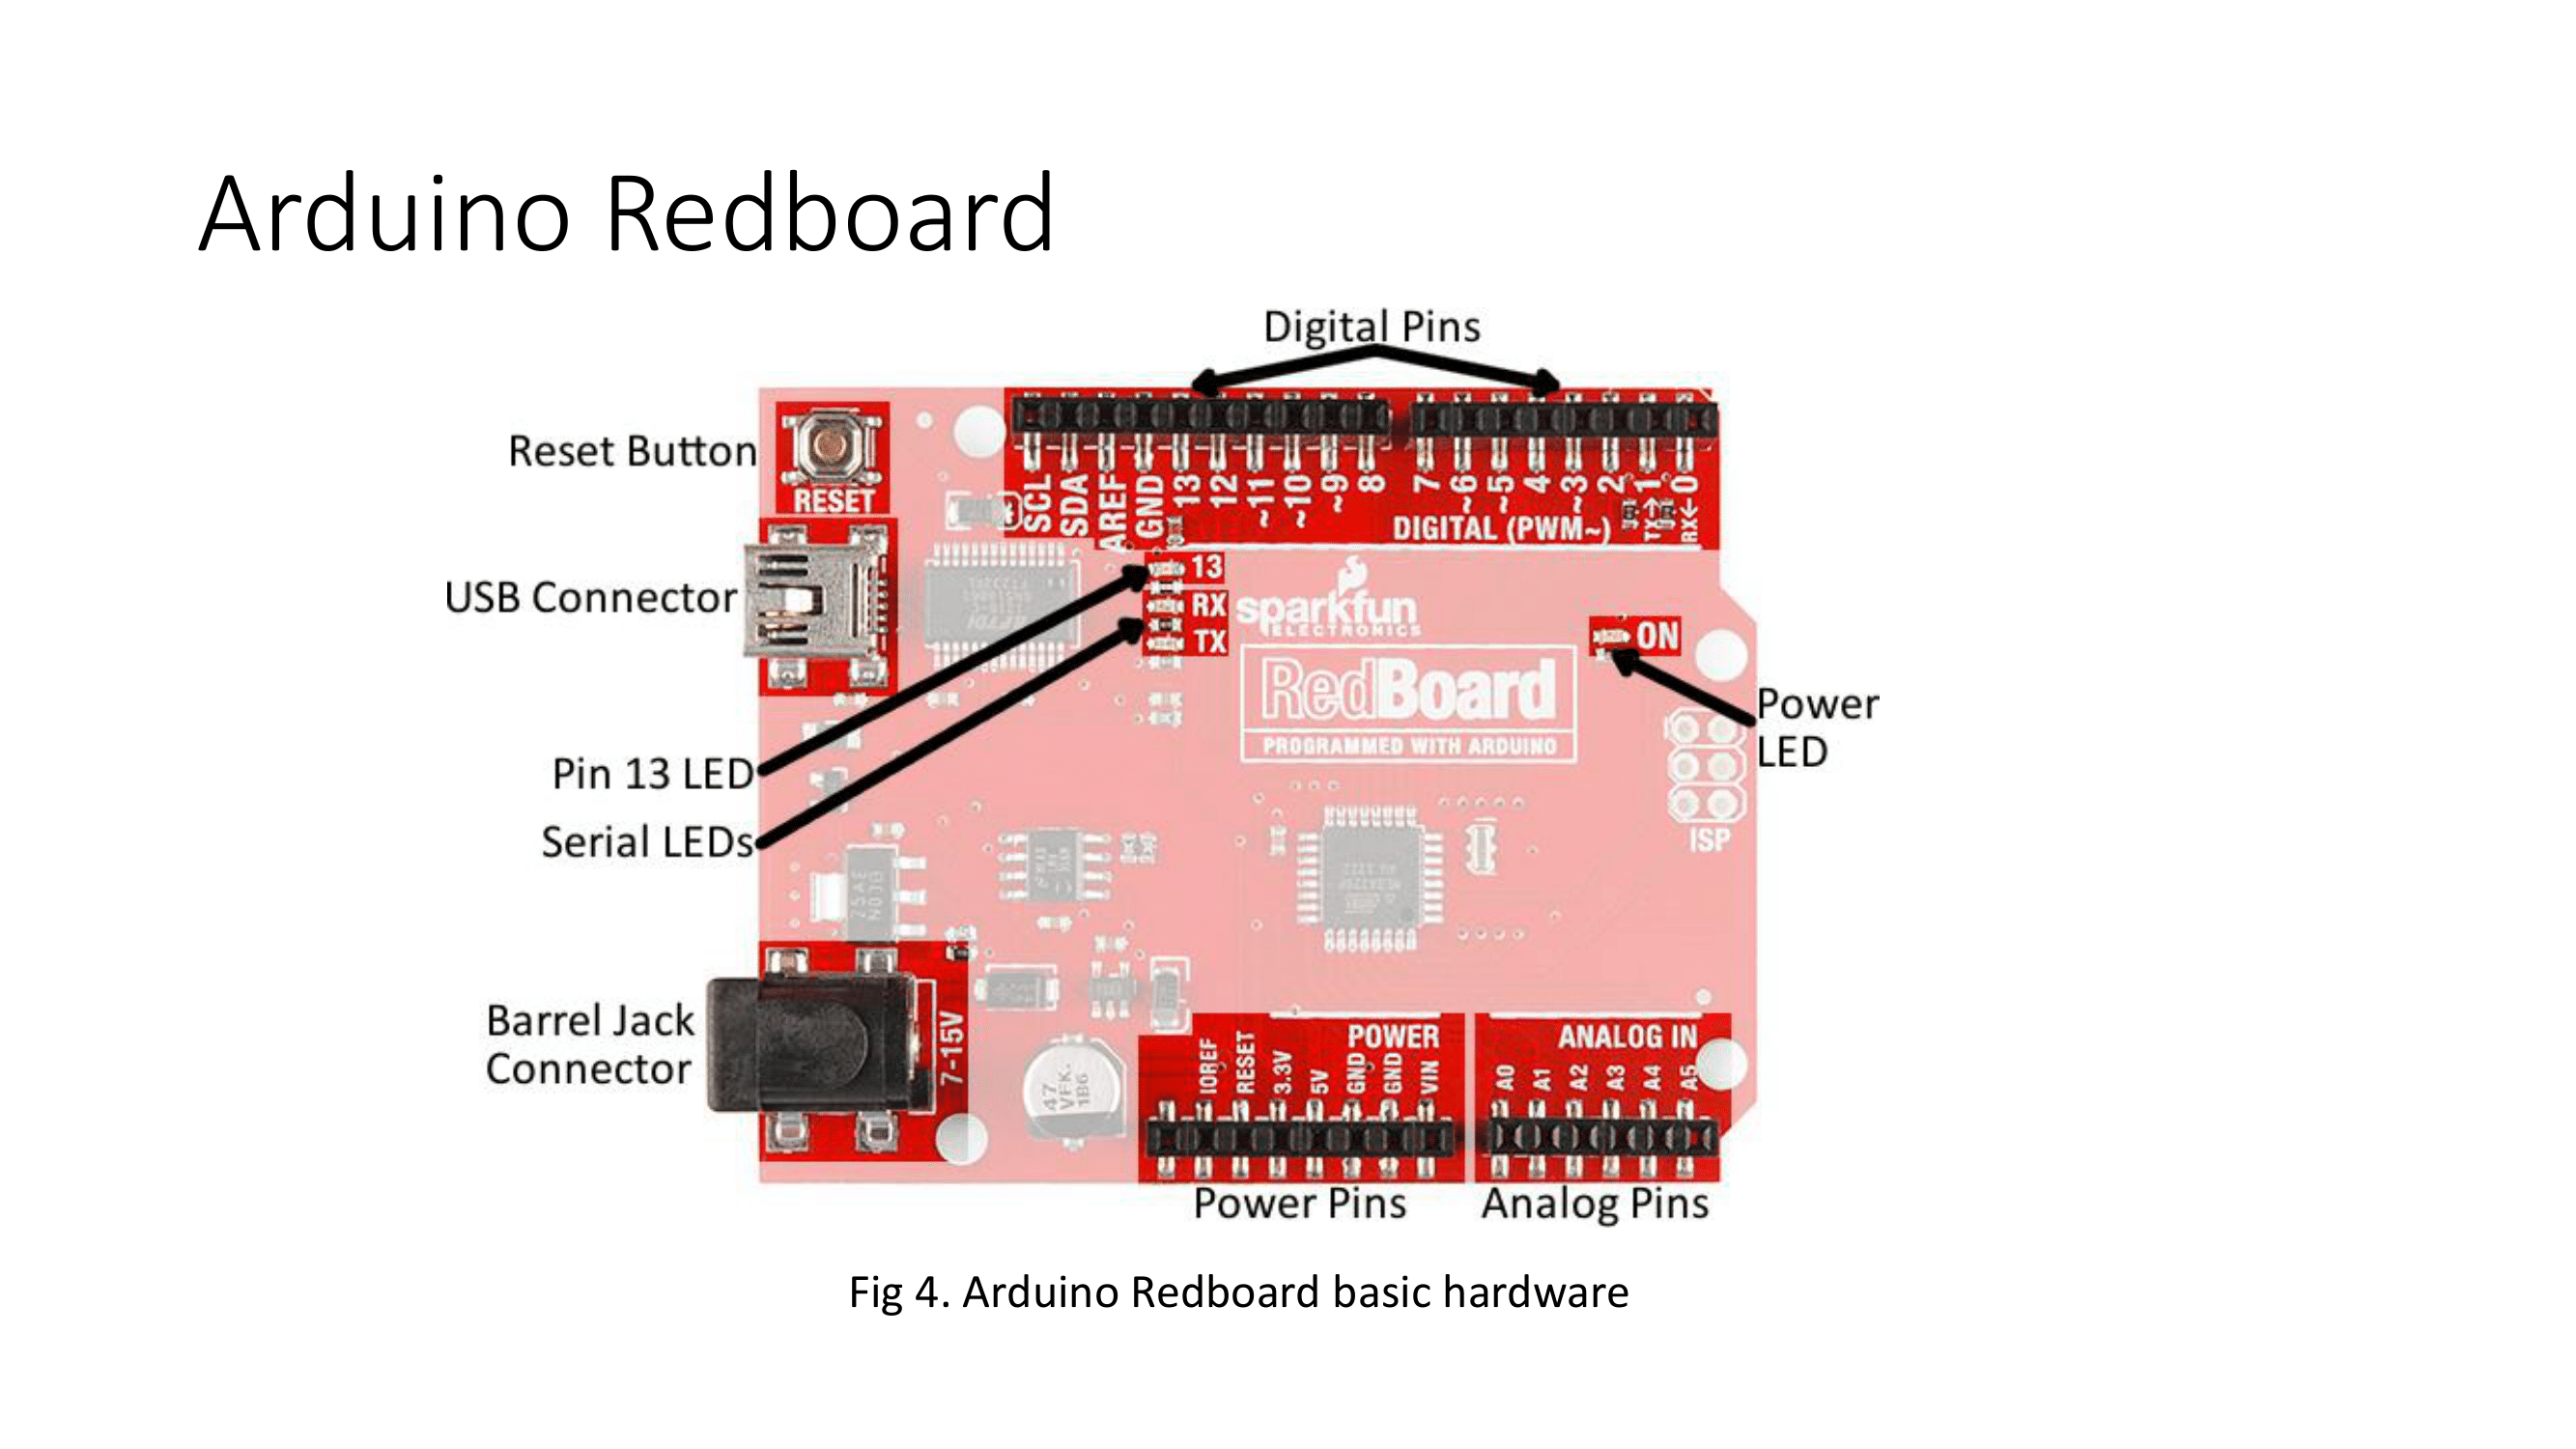 Arduino Redboard
Digital Pins
Reset Button
RESET
SCL
SDA
AREF
GND
13
12
~11
~10
~9
8
7
~6
~5
4
~3
2
TX→1
RX←0
DIGITAL (PWM~)
USB Connector
13
RX
TX
sparkfun
ELECTRONICS
ON
RedBoard
PROGRAMMED WITH ARDUINO
Power
LED
Pin 13 LED
Serial LEDs
ISP
Barrel Jack
Connector
7-15V
47
VFK.
1B6
POWER
IOREF
RESET
3.3V
5V
GND
GND
VIN
ANALOG IN
A0
A1
A2
A3
A4
A5
Power Pins
Analog Pins
Fig 4. Arduino Redboard basic hardware